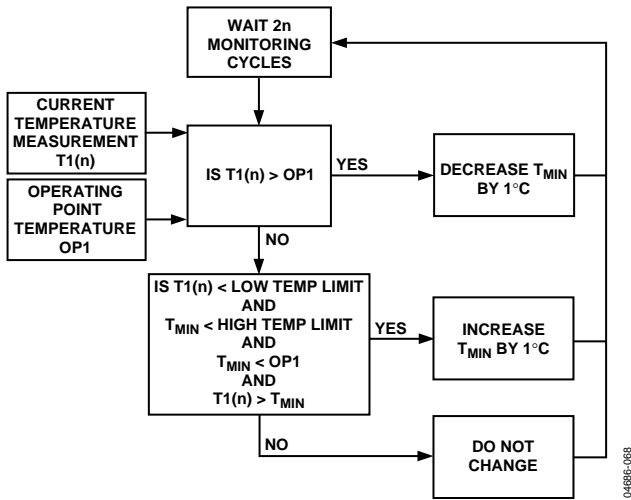 WAIT 2n
MONITORING
CYCLES
CURRENT
TEMPERATURE
MEASUREMENT
T1(n)
IS T1(n) > OP1
YES
DECREASE TMIN
BY 1°C
OPERATING
POINT
TEMPERATURE
OP1
NO
IS T1(n) < LOW TEMP LIMIT
AND
TMIN < HIGH TEMP LIMIT
AND
TMIN < OP1
AND
T1(n) > TMIN
YES
INCREASE
TMIN BY 1°C
NO
DO NOT
CHANGE
04686-068